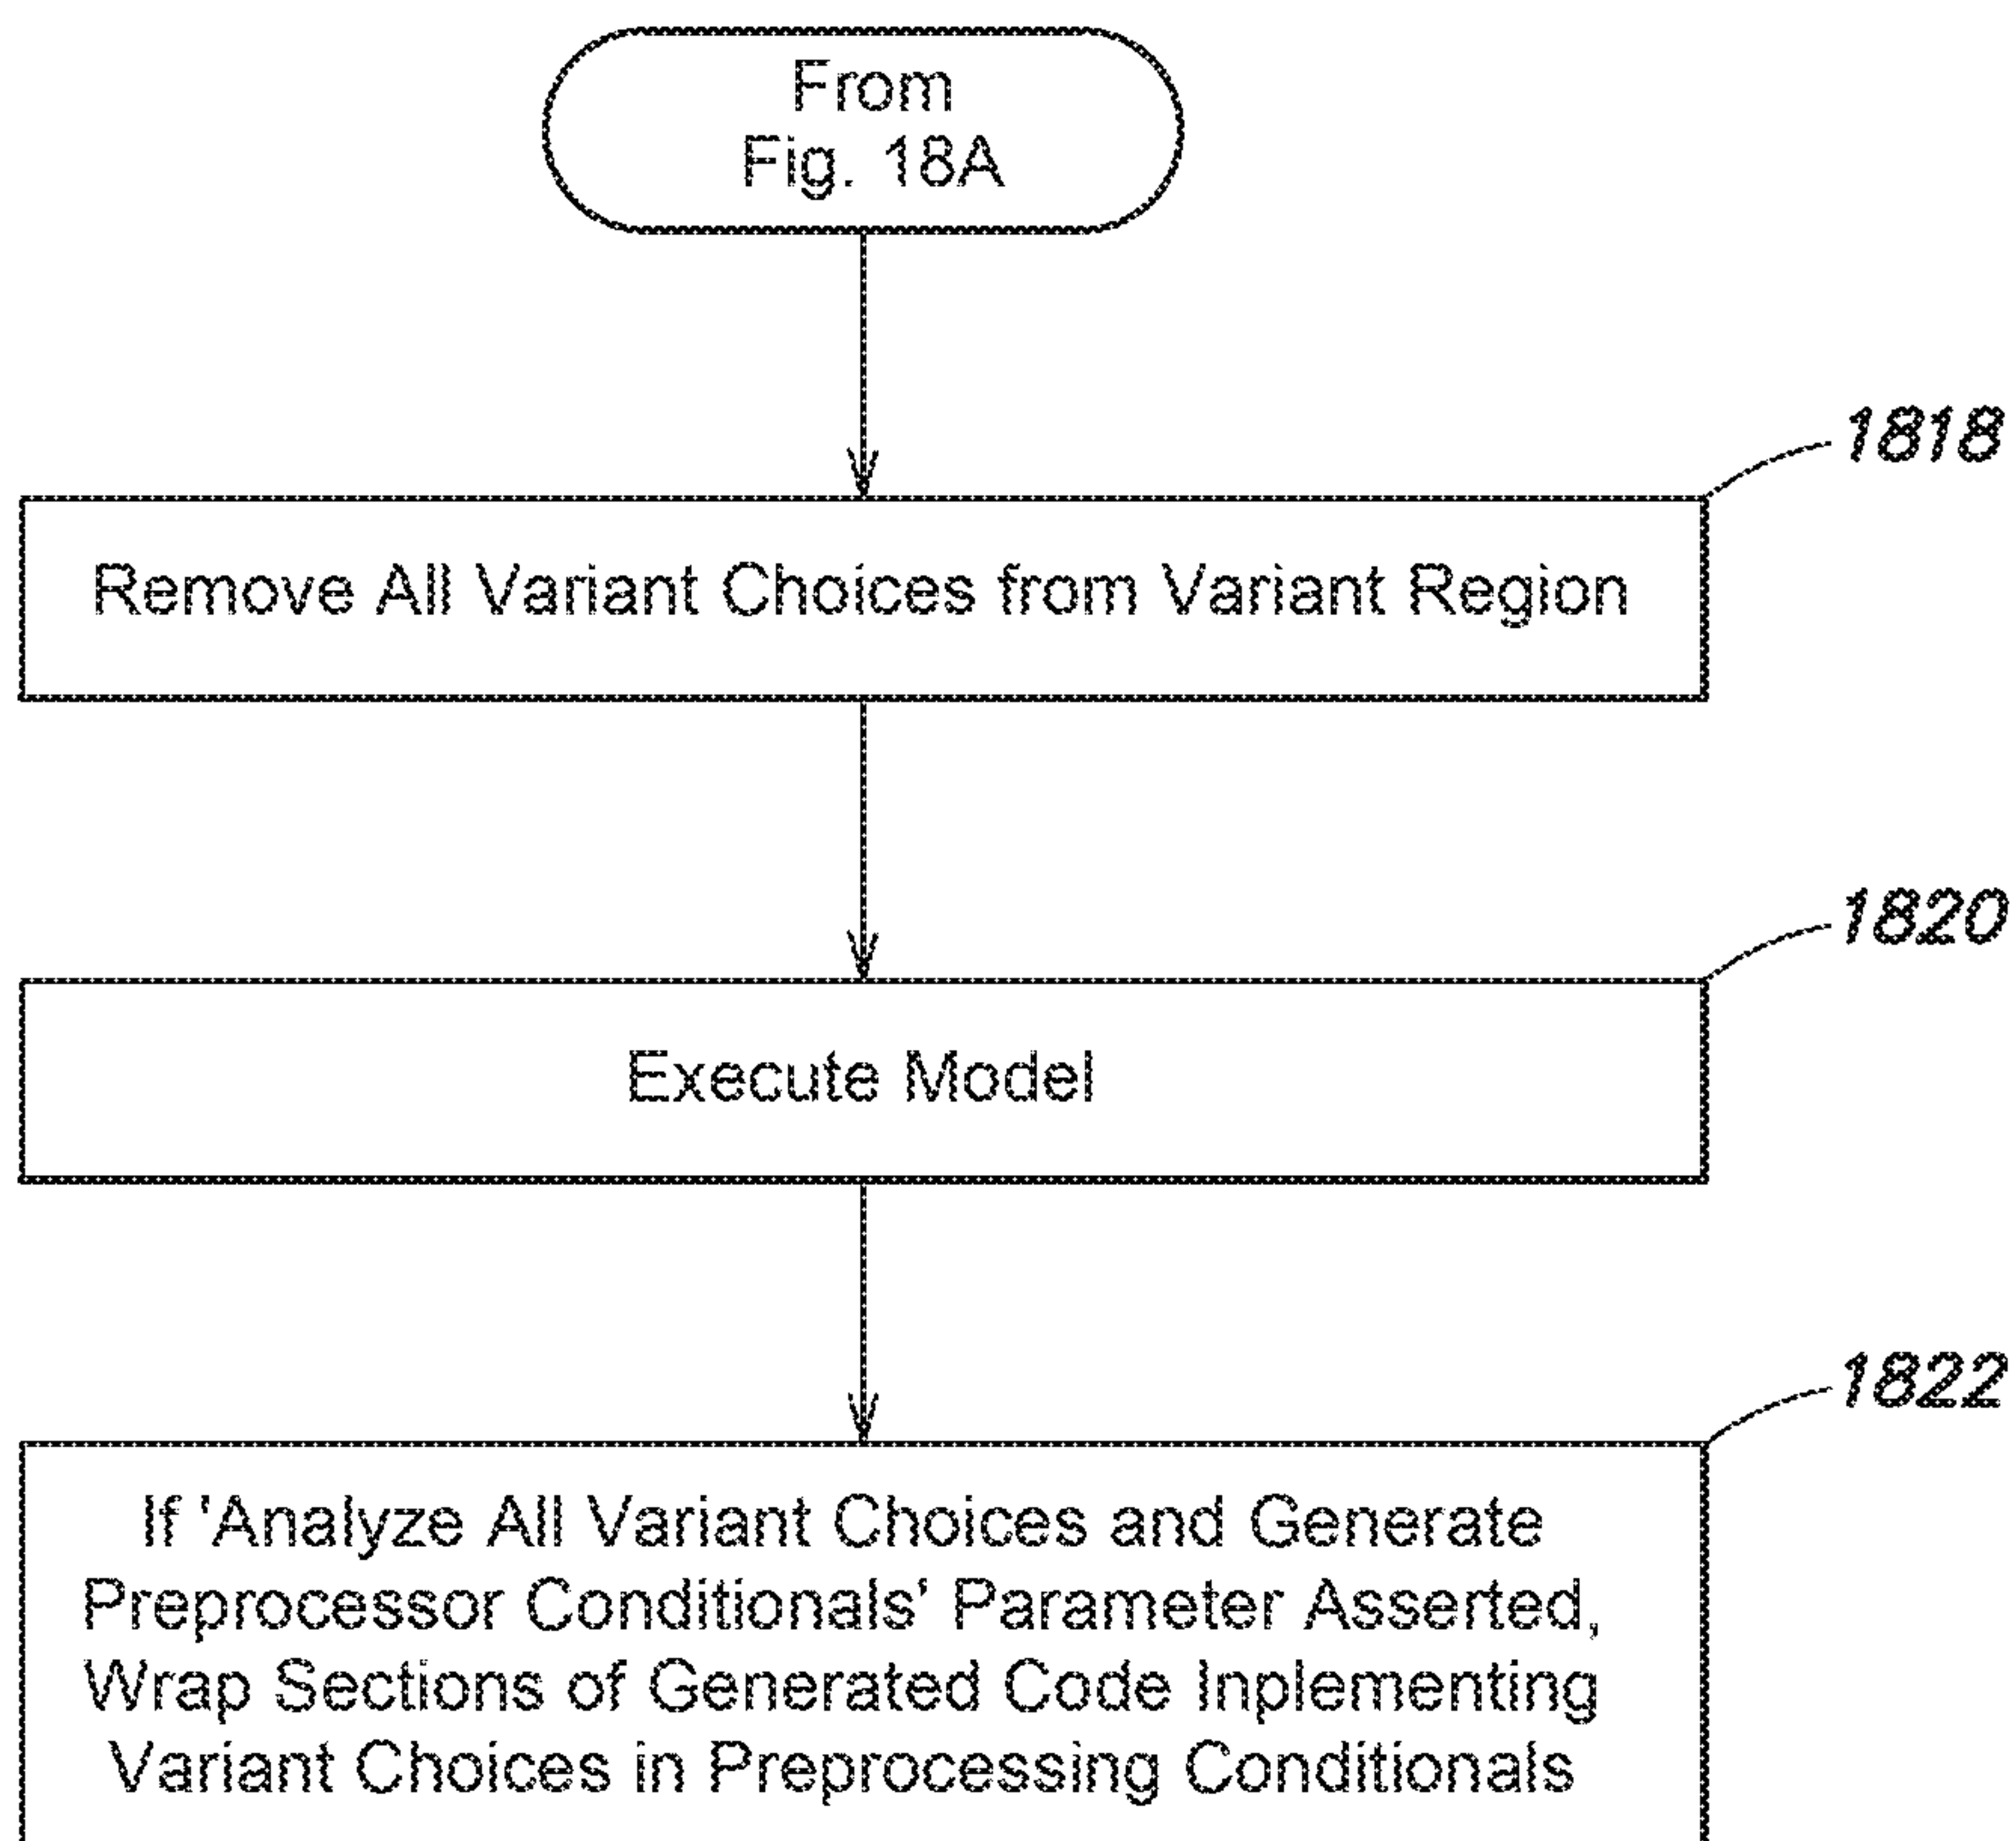 From
Fig. 18A
1818
Remove All Variant Choices from Variant Region
1820
Execute Model
1822
If 'Analyze All Variant Choices and Generate
Preprocessor Conditionals' Parameter Asserted,
Wrap Sections of Generated Code Inplementing
Variant Choices in Preprocessing Conditionals